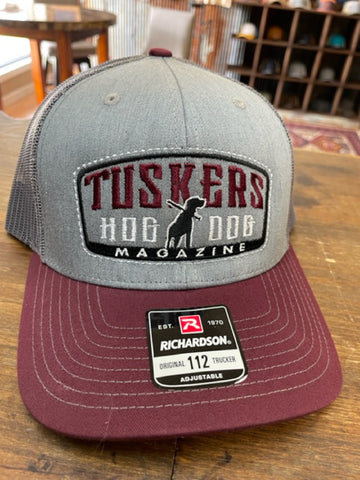 TUSKERS
HOG DOG
MAGAZINE
EST. R 1970
RICHARDSON®
ORIGINAL 112 TRUCKER
ADJUSTABLE